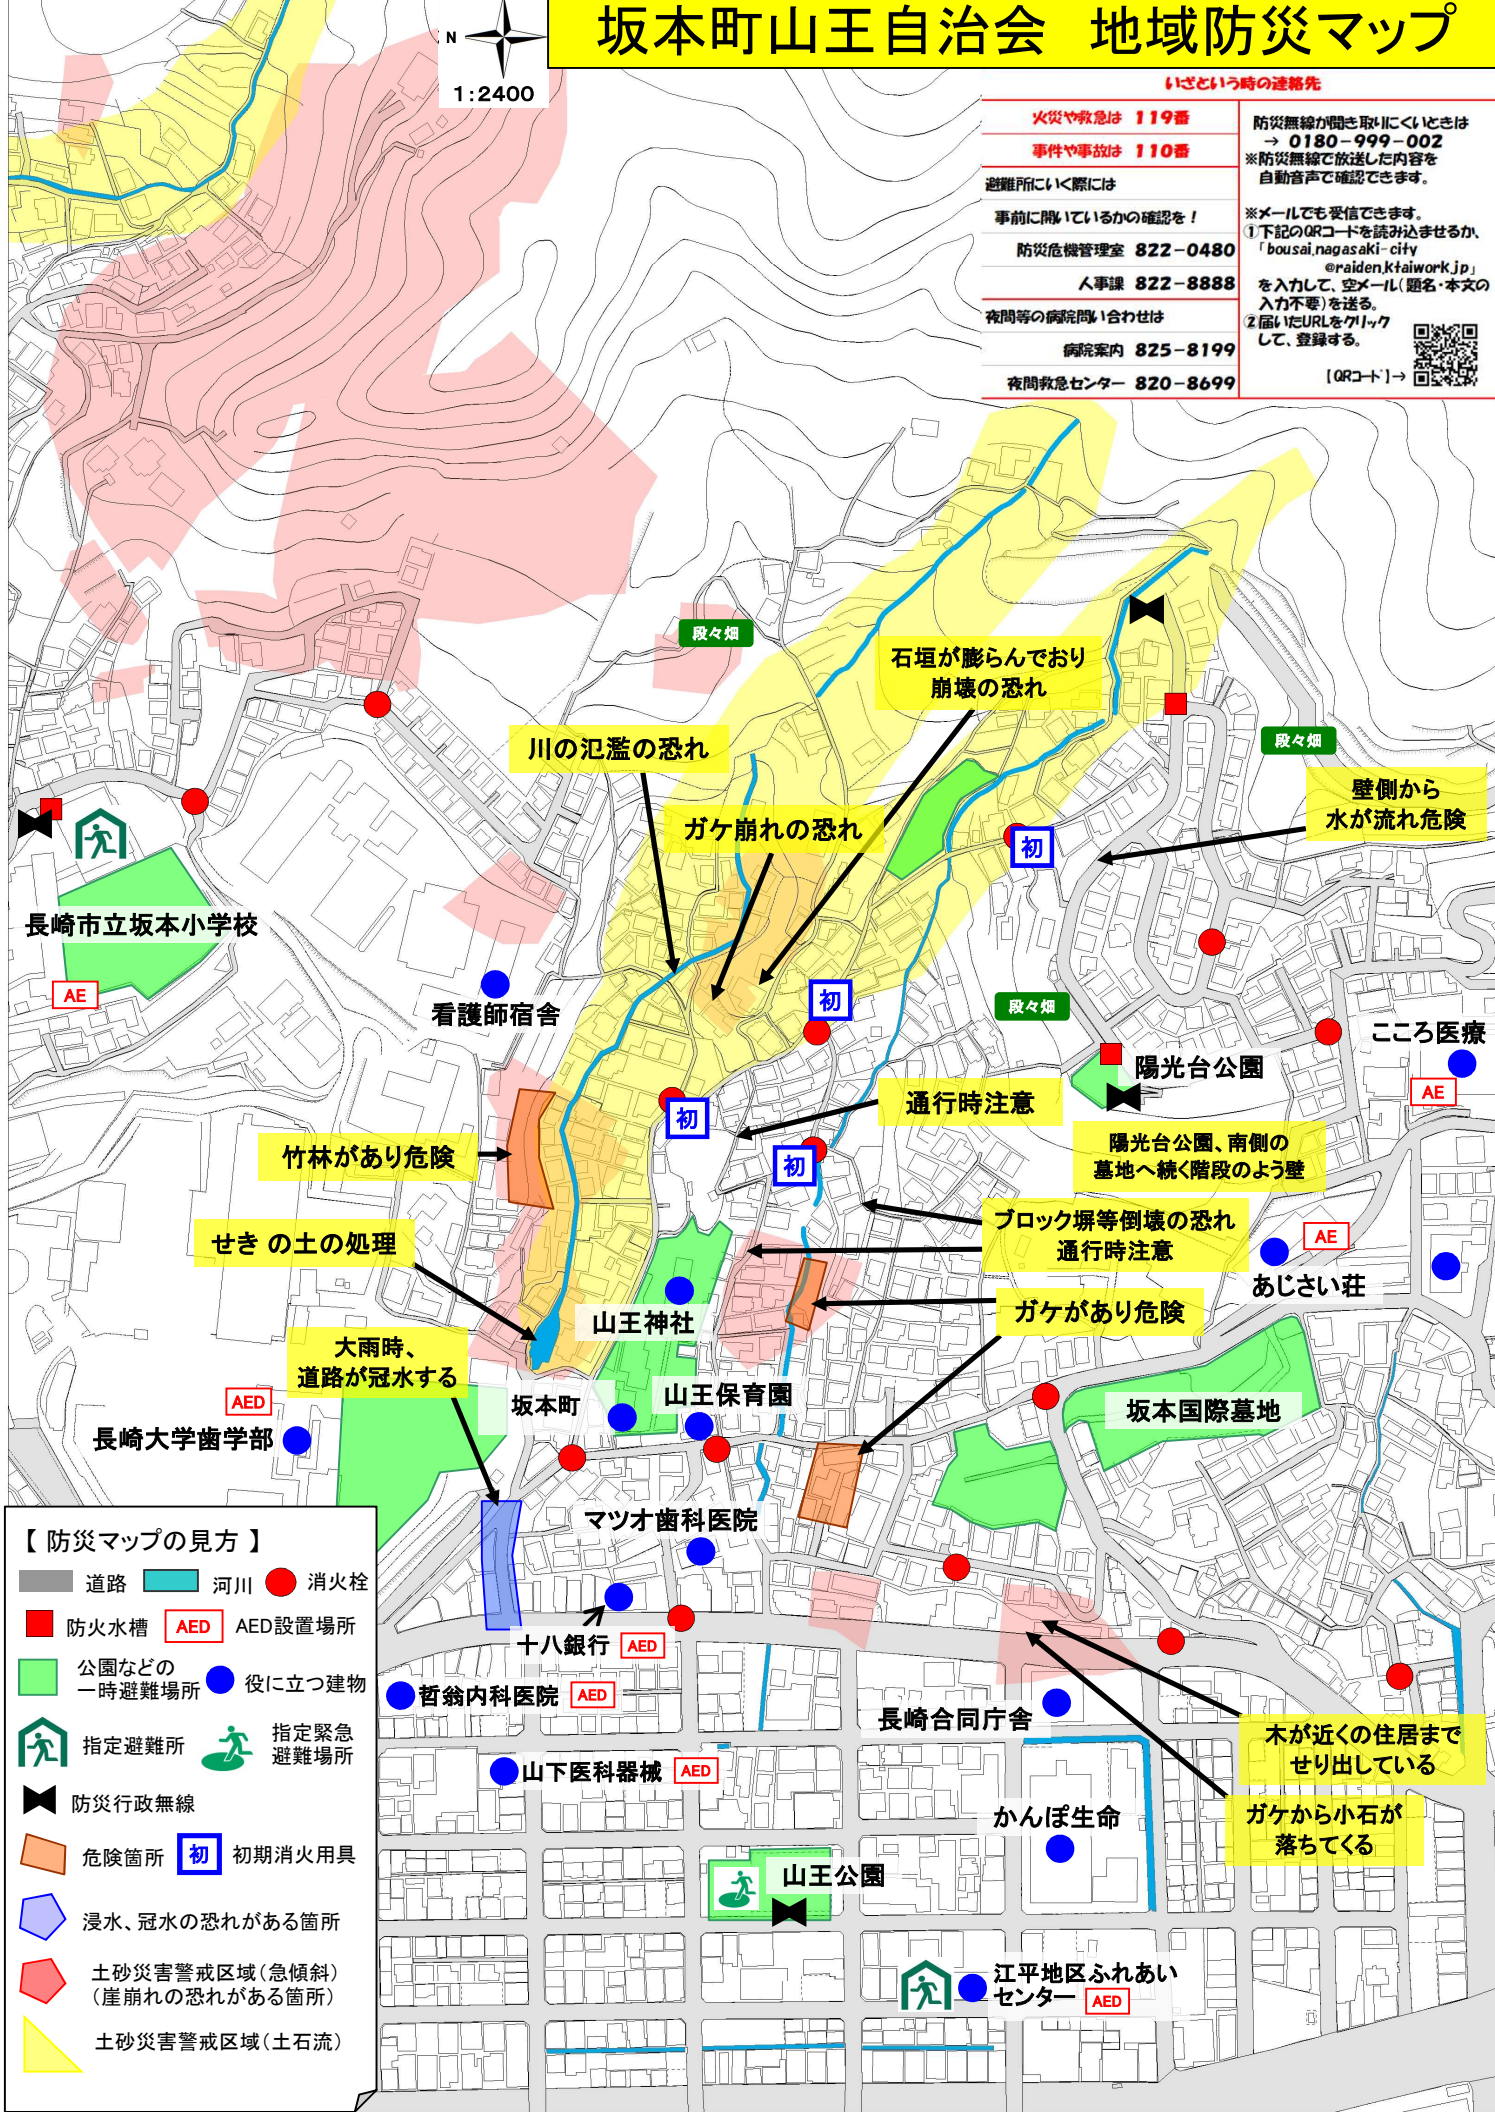 坂本町山王自治会 地域防災マップ
N
1:2400
いざという時の連絡先
火災や救急は 119番
事件や事故は 110番
避難所にいく際には
事前に開いているかの確認を！
防災危機管理室 822-0480
人事課 822-8888
夜間等の病院問い合わせは
病院案内 825-8199
夜間救急センター 820-8699
防災無線が聞き取りにくいときは
→ 0180-999-002
※防災無線で放送した内容を
自動音声で確認できます。
※メールでも受信できます。
①下記のQRコードを読み込ませるか、
「bousai.nagasaki-city
@raiden.ktaiwork.jp」
を入力して、空メール（題名・本文の
入力不要）を送る。
②届いたURLをクリック
して、登録する。
［QRコード］→
段々畑
石垣が膨らんでおり
崩壊の恐れ
川の氾濫の恐れ
段々畑
ガケ崩れの恐れ
壁側から
水が流れ危険
初
長崎市立坂本小学校
AE
看護師宿舎
初
段々畑
こころ医療
AE
陽光台公園
通行時注意
初
陽光台公園、南側の
墓地へ続く階段のよう壁
竹林があり危険
初
ブロック塀等倒壊の恐れ
通行時注意
せき の土の処理
AE
あじさい荘
ガケがあり危険
山王神社
大雨時、
道路が冠水する
坂本町
山王保育園
AED
長崎大学歯学部
坂本国際墓地
マツオ歯科医院
十八銀行 AED
哲翁内科医院 AED
長崎合同庁舎
山下医科器械 AED
木が近くの住居まで
せり出している
かんぽ生命
ガケから小石が
落ちてくる
山王公園
江平地区ふれあい
センター AED
【 防災マップの見方 】
道路 河川 消火栓
防火水槽 AED AED設置場所
公園などの
一時避難場所 役に立つ建物
指定避難所 指定緊急
避難場所
防災行政無線
危険箇所 初 初期消火用具
浸水、冠水の恐れがある箇所
土砂災害警戒区域（急傾斜）
（崖崩れの恐れがある箇所）
土砂災害警戒区域（土石流）